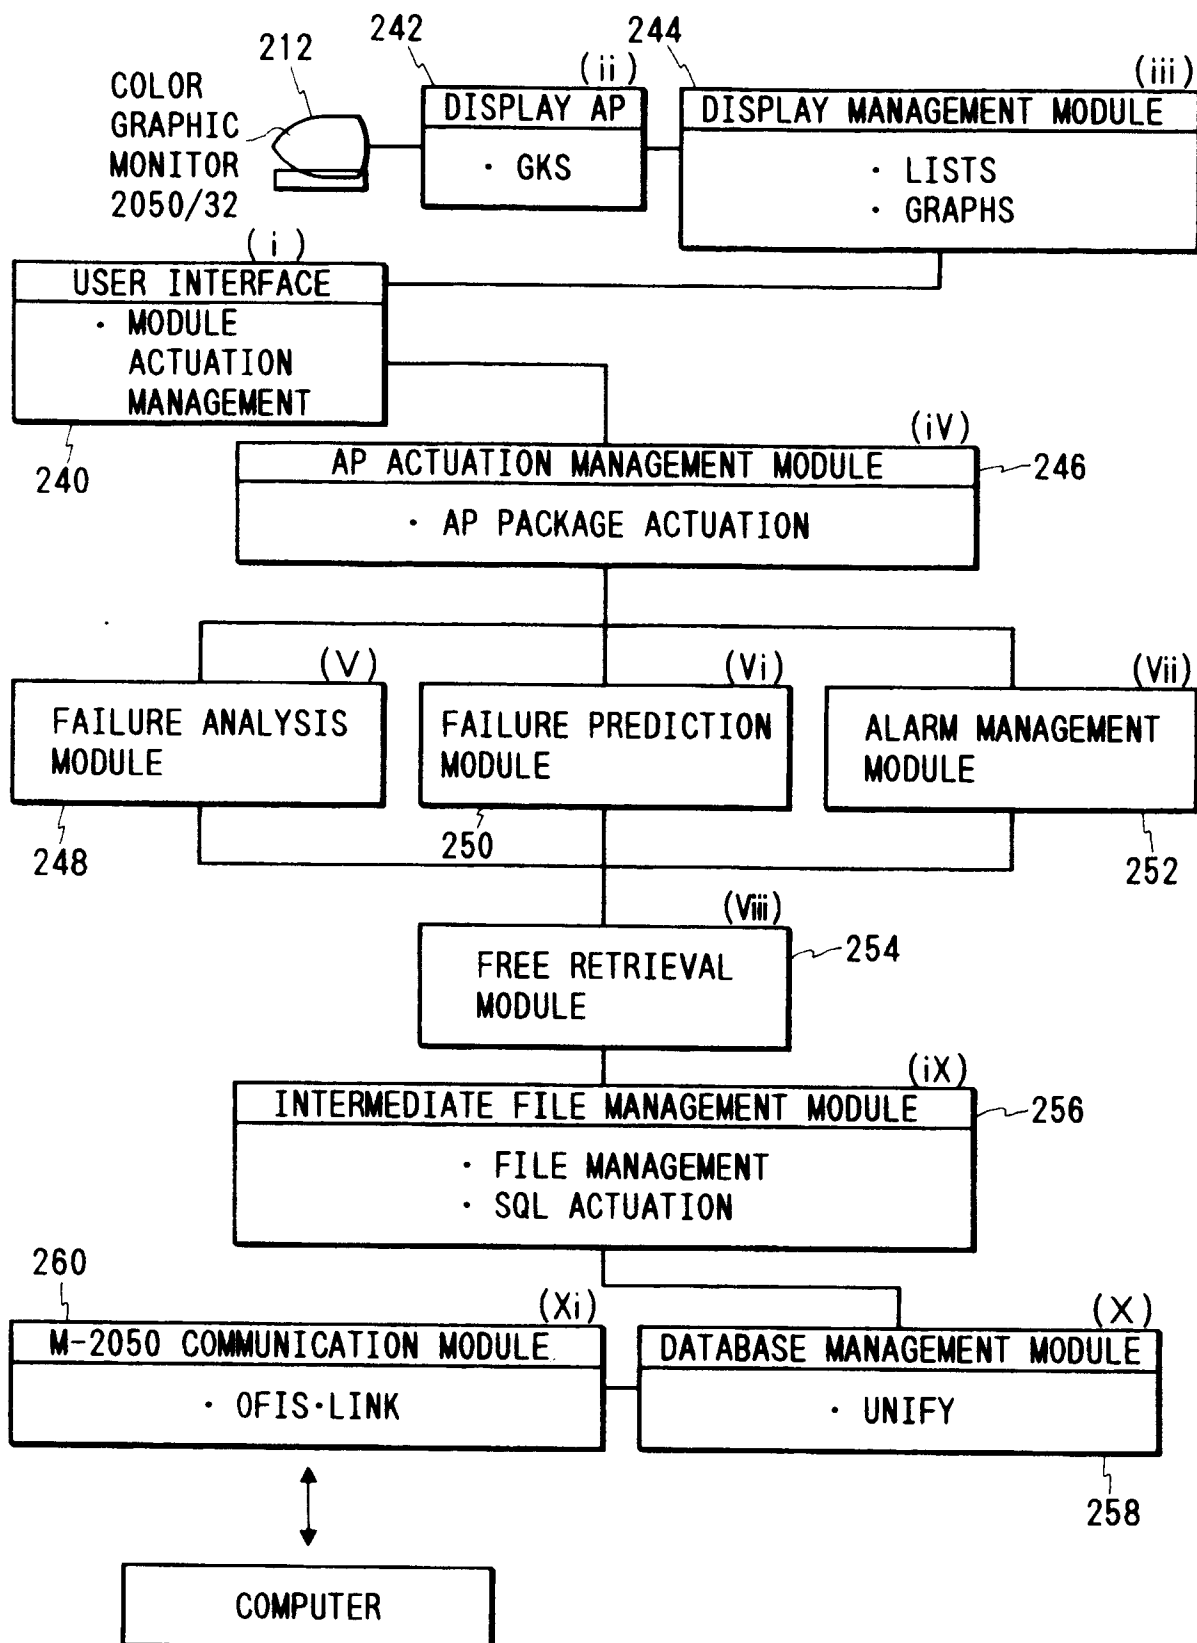 242
244
212
(ii)
(iii)
COLOR
GRAPHIC
MONITOR
2050/32
DISPLAY AP
· GKS
DISPLAY MANAGEMENT MODULE
· LISTS
· GRAPHS
(i)
USER INTERFACE
· MODULE
ACTUATION
MANAGEMENT
240
(iV)
AP ACTUATION MANAGEMENT MODULE
246
· AP PACKAGE ACTUATION
(V)
(Vi)
(Vii)
FAILURE ANALYSIS
MODULE
FAILURE PREDICTION
MODULE
ALARM MANAGEMENT
MODULE
248
250
252
(Viii)
FREE RETRIEVAL
MODULE
254
(iX)
INTERMEDIATE FILE MANAGEMENT MODULE
256
· FILE MANAGEMENT
· SQL ACTUATION
260
(Xi)
(X)
M-2050 COMMUNICATION MODULE
· OFIS·LINK
DATABASE MANAGEMENT MODULE
· UNIFY
258
COMPUTER